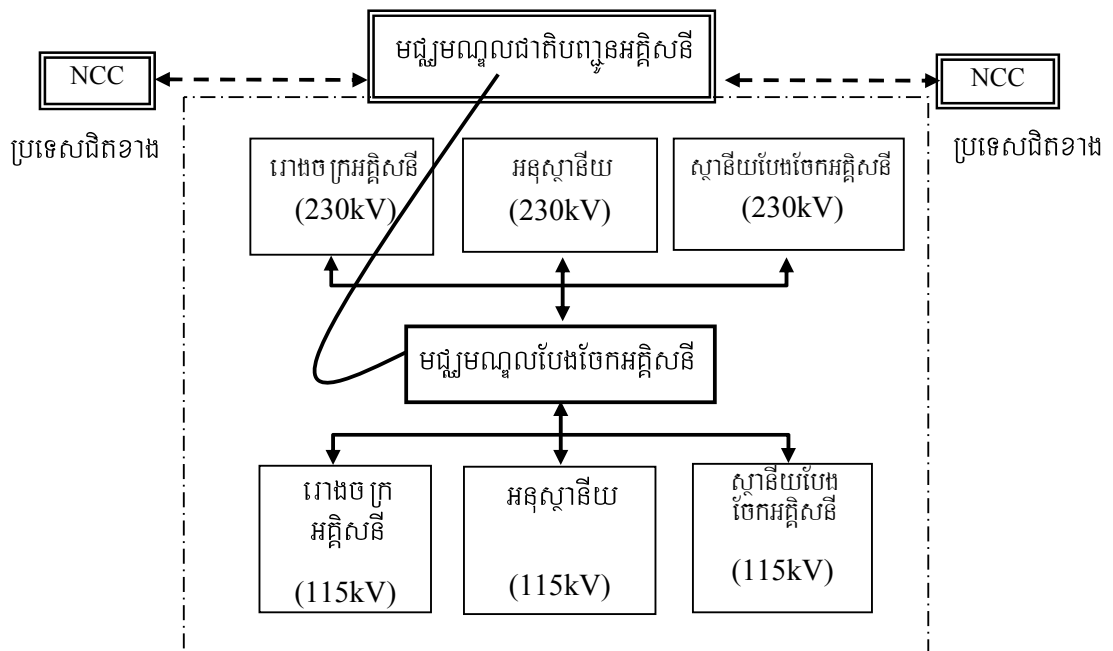 មជ្ឈមណ្ឌលជាតិបញ្ជូនអគ្គិសនី
NCC
NCC
ប្រទេសជិតខាង
ប្រទេសជិតខាង
រោងចក្រអគ្គិសនី
(230kV)
អនុស្ថានីយ
(230kV)
ស្ថានីយបែងចែកអគ្គិសនី
(230kV)
មជ្ឈមណ្ឌលបែងចែកអគ្គិសនី
រោងចក្រ
អគ្គិសនី
(115kV)
អនុស្ថានីយ
(115kV)
ស្ថានីយបែង
ចែកអគ្គិសនី
(115kV)